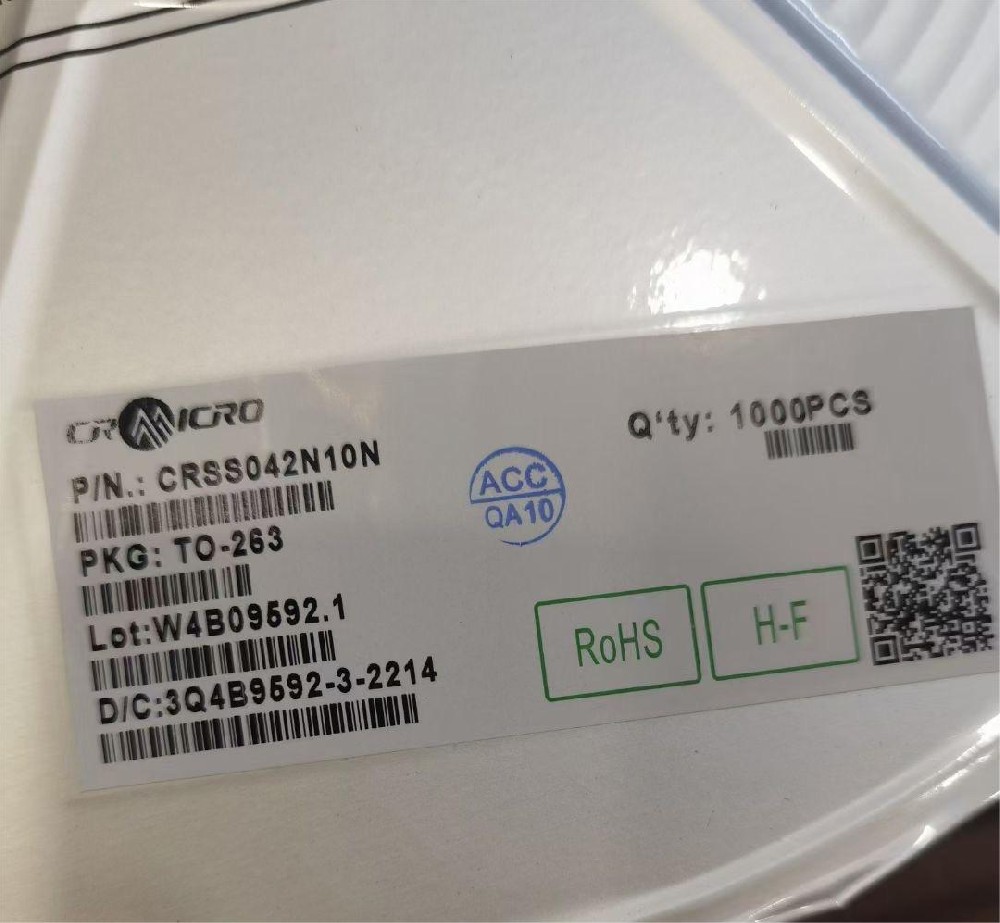 CRMICRO
P/N.: CRSS042N10N
Q'ty: 1000PCS
PKG: TO-263
ACC
QA10
Lot:W4B09592.1
D/C:3Q4B9592-3-2214
RoHS
H-F